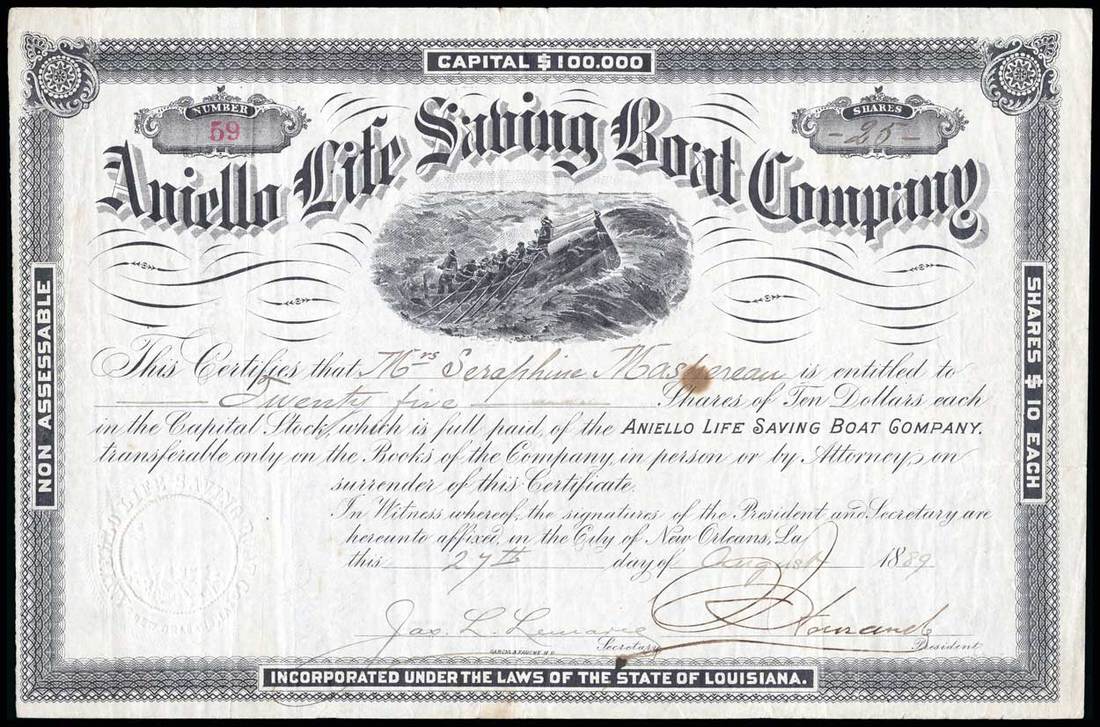 CAPITAL $100.000
NUMBER
59
SHARES
- 25 -
Aniello Life Saving Boat Company
NON ASSESSABLE
SHARES $10 EACH
This Certifies that Mrs Seraphine Maspereau is entitled to
Twenty five Shares of Ten Dollars each
in the Capital Stock, which is full paid, of the ANIELLO LIFE SAVING BOAT COMPANY.
transferable only on the Books of the Company, in person or by Attorney, on
surrender of this Certificate.
In Witness whereof, the signatures of the President and Secretary are
hereunto affixed, in the City of New Orleans, La
this 27th day of August 1889
Jas. L. Lemarie
Secretary
President
INCORPORATED UNDER THE LAWS OF THE STATE OF LOUISIANA.